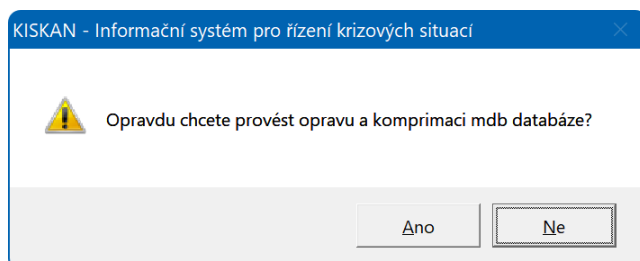 KISKAN - Informační systém pro řízení krizových situací
Opravdu chcete provést opravu a komprimaci mdb databáze?
Ano
Ne